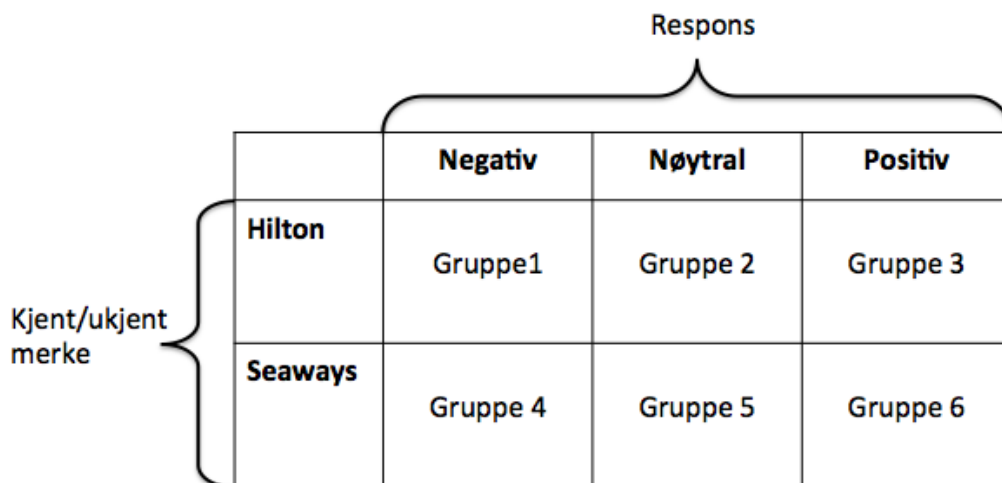 Respons
Negativ Nøytral Positiv
Hilton
Gruppe1 Gruppe 2 Gruppe 3
Kjent/ukjent
merke
Seaways
Gruppe 4 Gruppe 5 Gruppe 6